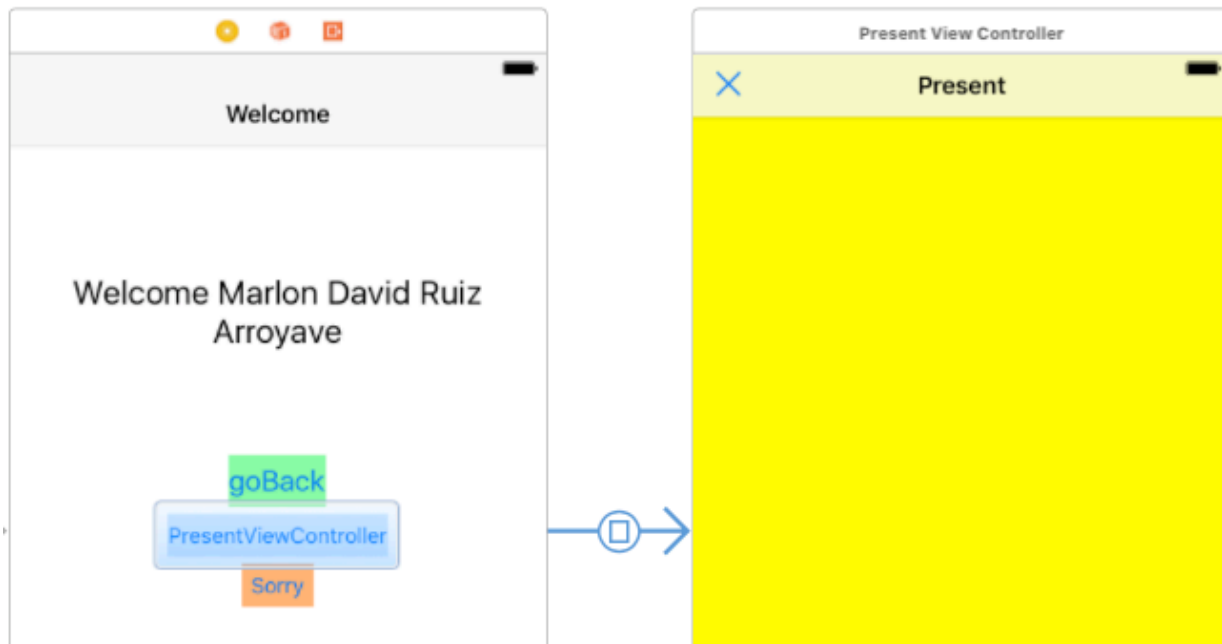 Present View Controller
Welcome
Present
Welcome Marlon David Ruiz
Arroyave
goBack
PresentViewController
Sorry